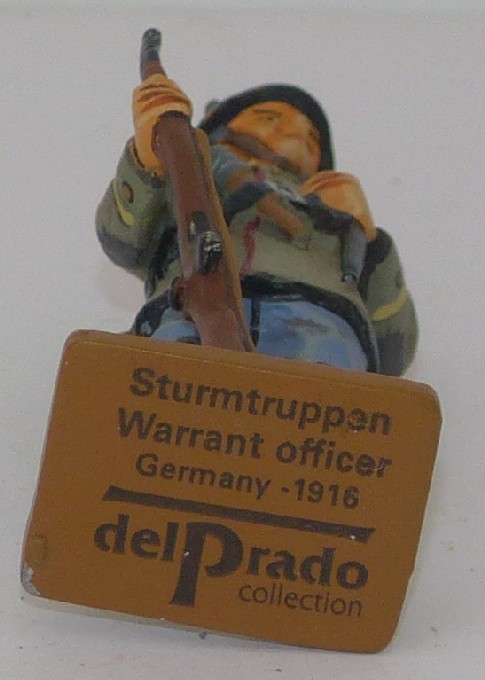 Sturmtruppen
Warrant officer
Germany -1916
delPrado
collection